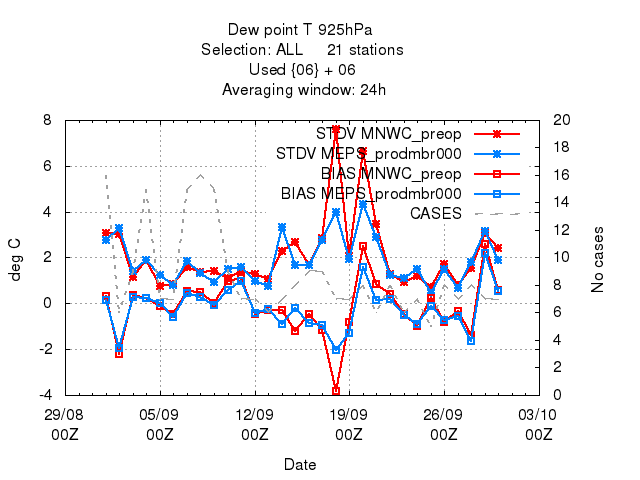 Dew point T 925hPa
Selection: ALL 21 stations
Used {06} + 06
Averaging window: 24h
8 20
STDV MNWC_preop
18
STDV MEPS_prodmbr000
6
16
BIAS MNWC_preop
BIAS MEPS_prodmbr000
14
4
CASES
12
deg C
2
10
No cases
8
0
6
-2
4
2
-4 0
29/08 05/09 12/09 19/09 26/09 03/10
00Z 00Z 00Z 00Z 00Z 00Z
Date